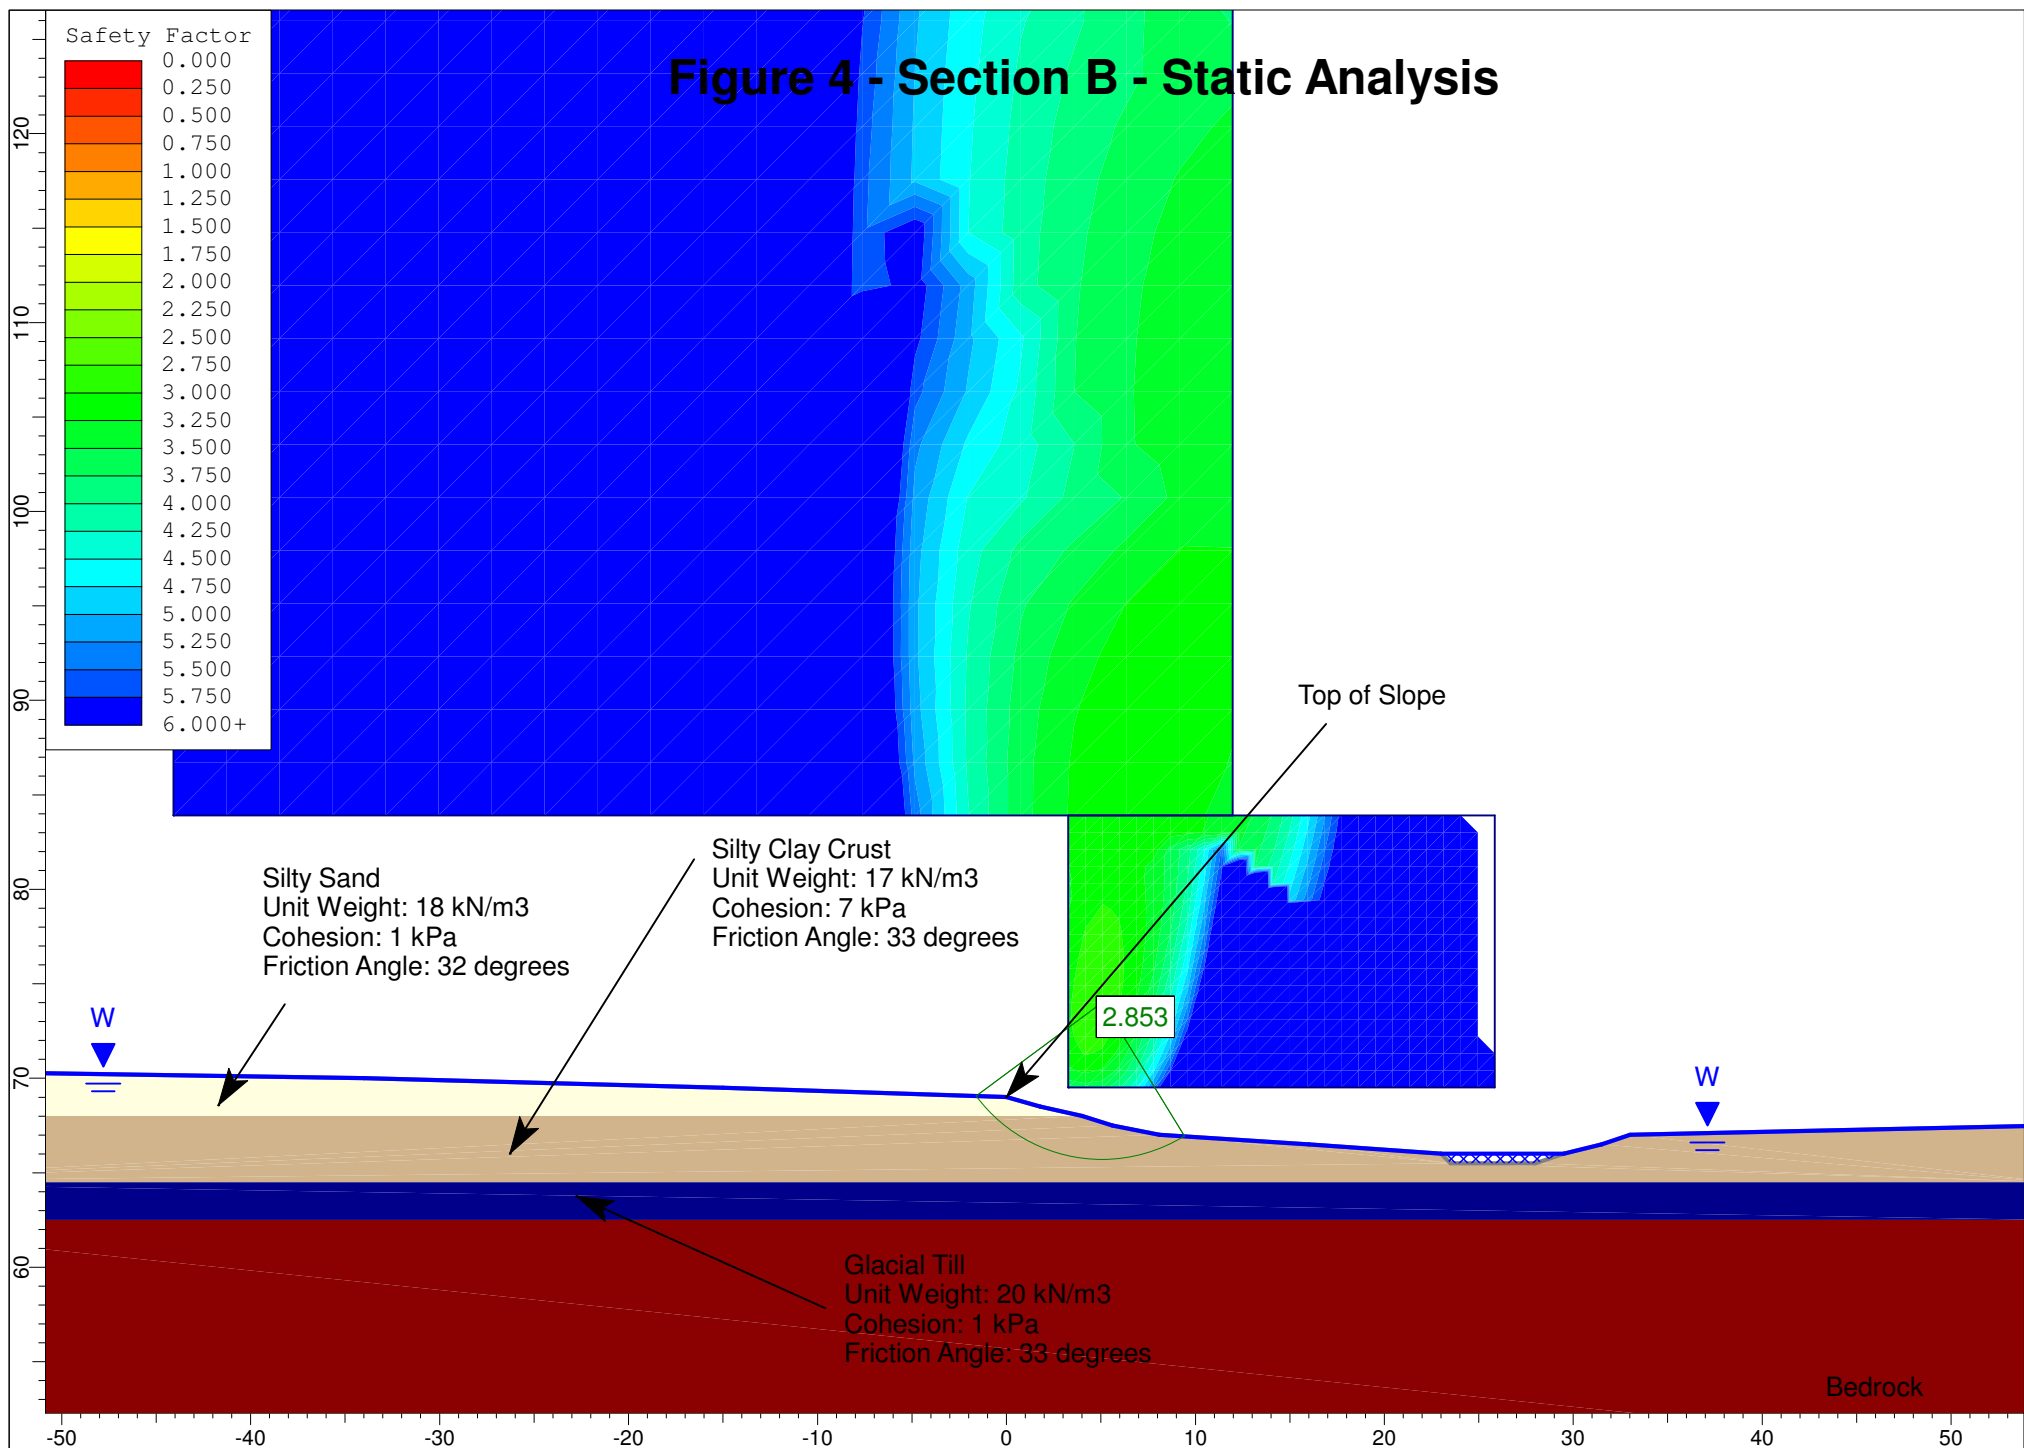 Figure 4 - Section B - Static Analysis
Safety Factor
0.000
0.250
0.500
0.750
1.000
1.250
1.500
1.750
2.000
2.250
2.500
2.750
3.000
3.250
3.500
3.750
4.000
4.250
4.500
4.750
5.000
5.250
5.500
5.750
6.000+
120
110
100
90
80
70
60
Top of Slope
Silty Clay Crust
Unit Weight: 17 kN/m3
Cohesion: 7 kPa
Friction Angle: 33 degrees
Silty Sand
Unit Weight: 18 kN/m3
Cohesion: 1 kPa
Friction Angle: 32 degrees
W
2.853
W
Glacial Till
Unit Weight: 20 kN/m3
Cohesion: 1 kPa
Friction Angle: 33 degrees
Bedrock
-50 -40 -30 -20 -10 0 10 20 30 40 50